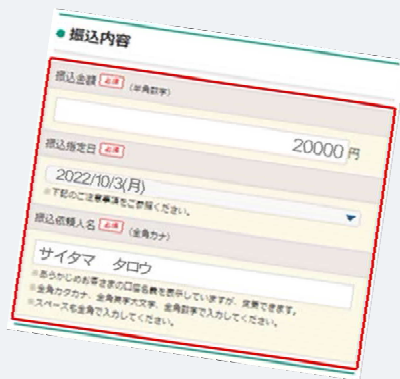 振込内容
振込金額 必須 (半角数字)
20000 円
振込指定日 必須
2022/10/3(月)
※下記のご注意事項をご参照ください。
振込依頼人名 必須 (全角カナ)
サイタマ　タロウ
※あらかじめお客さまの口座名義を表示していますが、変更できます。
※全角カタカナ、全角英字大文字、全角数字で入力してください。
※スペースも全角で入力してください。